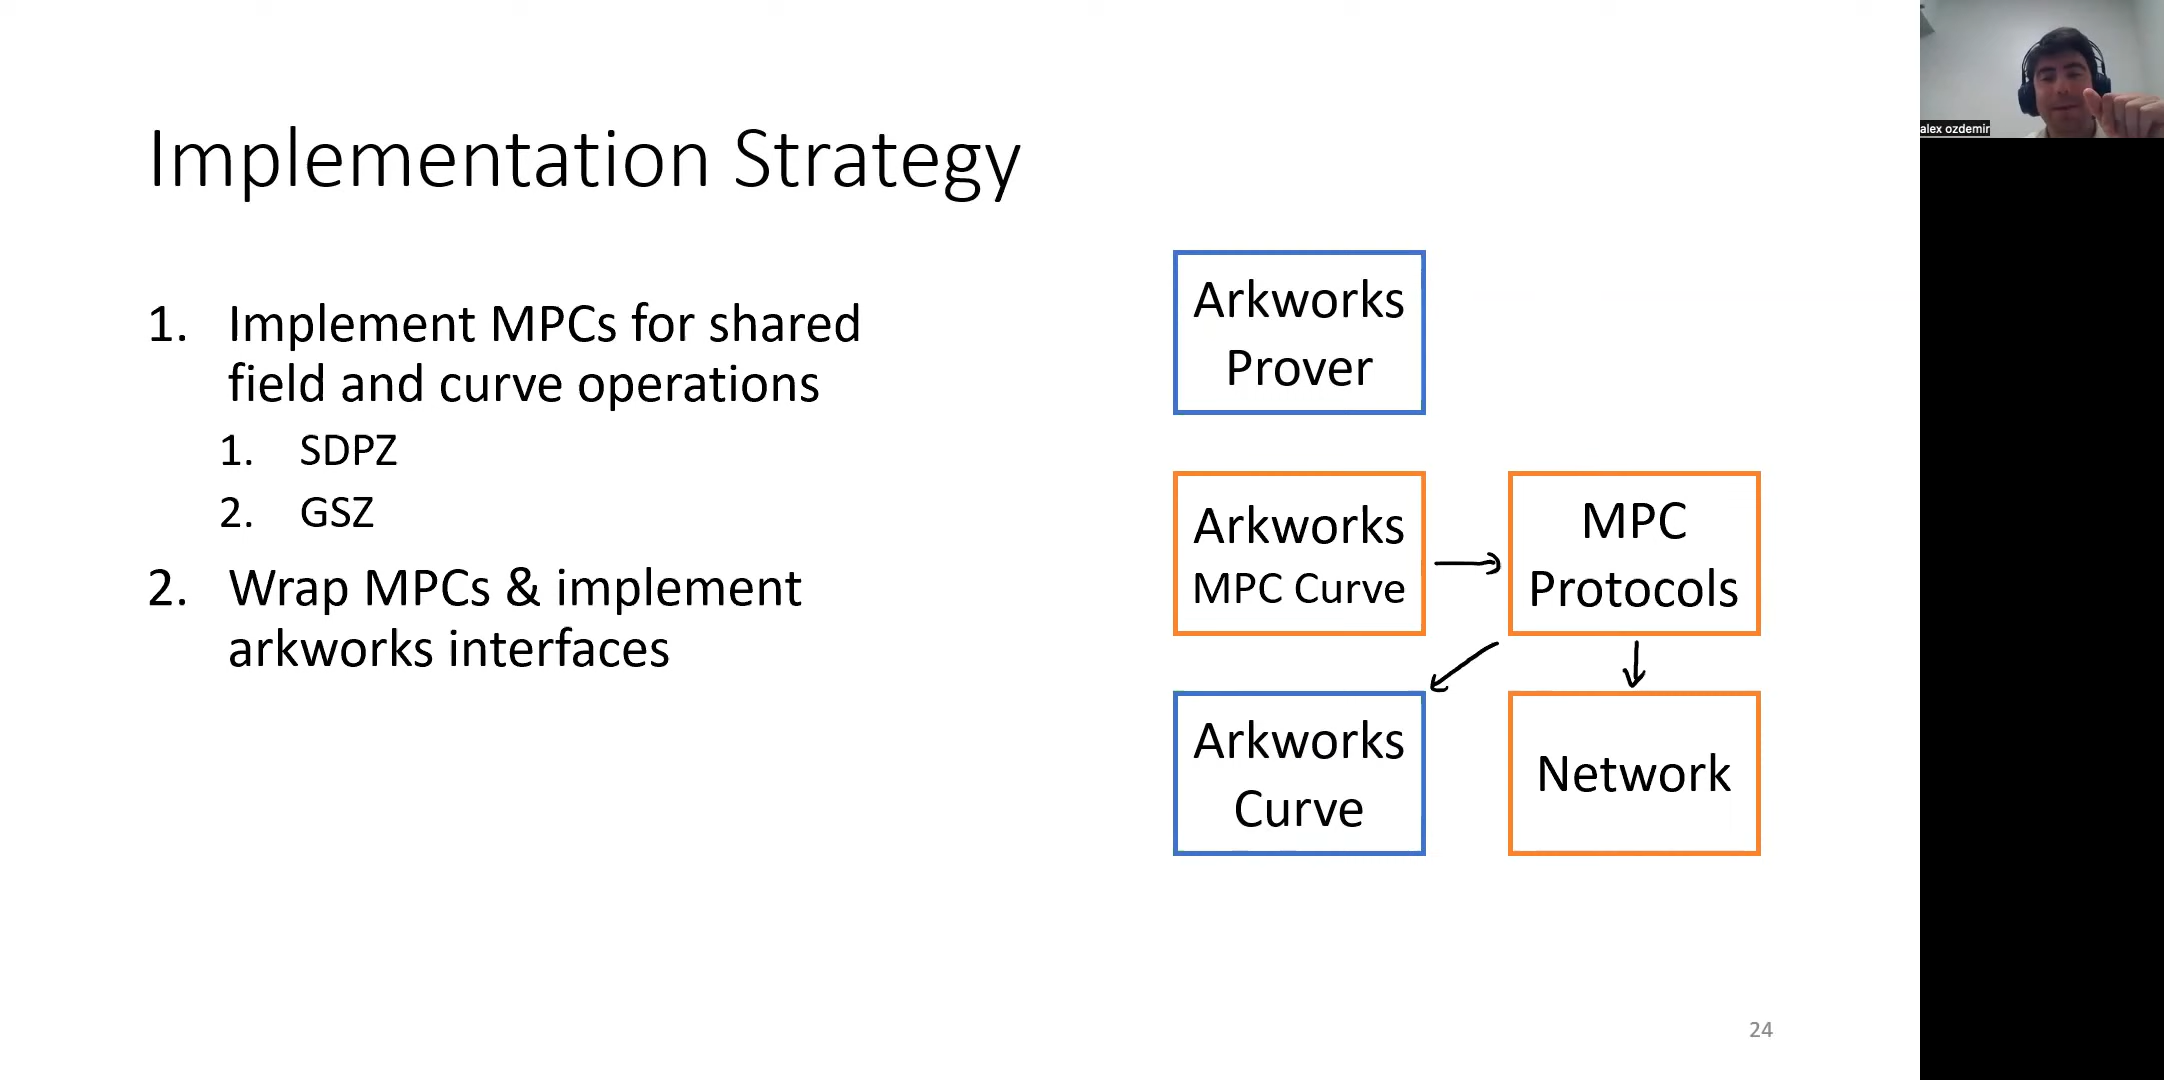 Implementation Strategy
1. Implement MPCs for shared
field and curve operations
1. SDPZ
2. GSZ
2. Wrap MPCs & implement
arkworks interfaces
Arkworks
Prover
Arkworks
MPC Curve
MPC
Protocols
Arkworks
Curve
Network
24
alex ozdemir